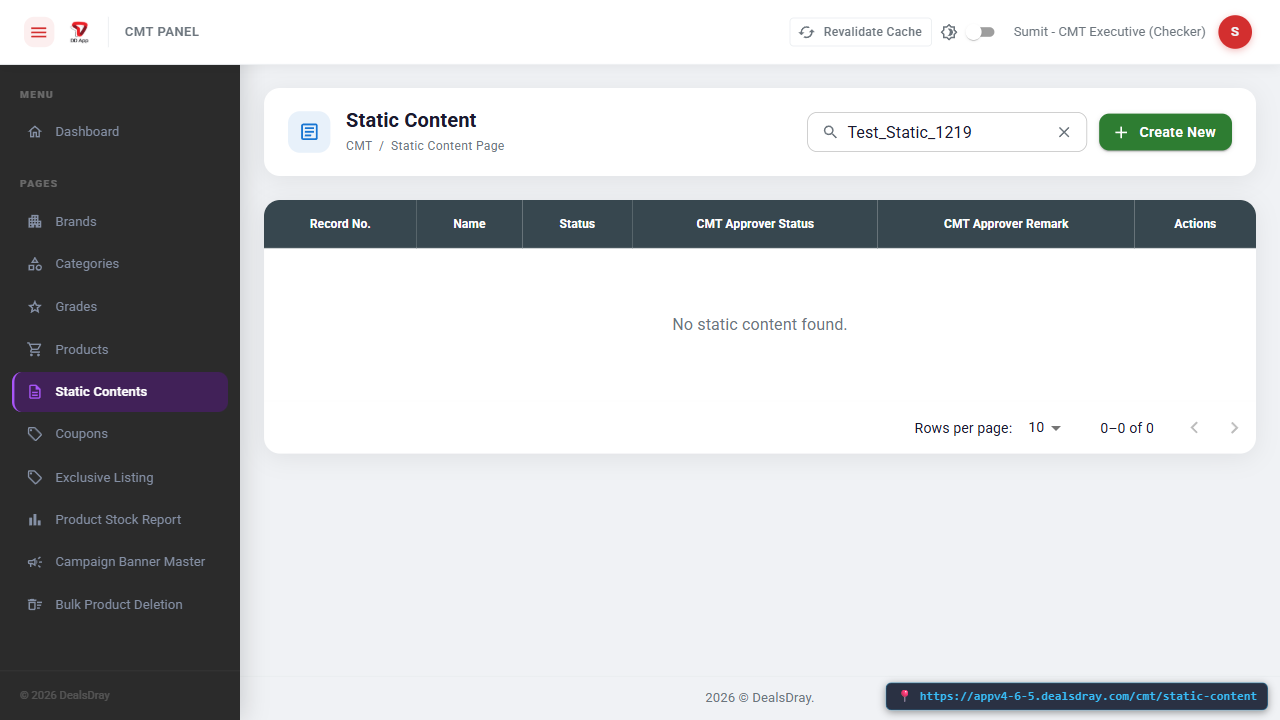 DD App
CMT PANEL
Revalidate Cache
Sumit - CMT Executive (Checker)
S
MENU
Dashboard
PAGES
Brands
Categories
Grades
Products
Static Contents
Coupons
Exclusive Listing
Product Stock Report
Campaign Banner Master
Bulk Product Deletion
© 2026 DealsDray
Static Content
CMT / Static Content Page
Test_Static_1219
Create New
Record No. Name Status CMT Approver Status CMT Approver Remark Actions
No static content found.
Rows per page: 10 0–0 of 0
2026 © DealsDray.
https://appv4-6-5.dealsdray.com/cmt/static-content